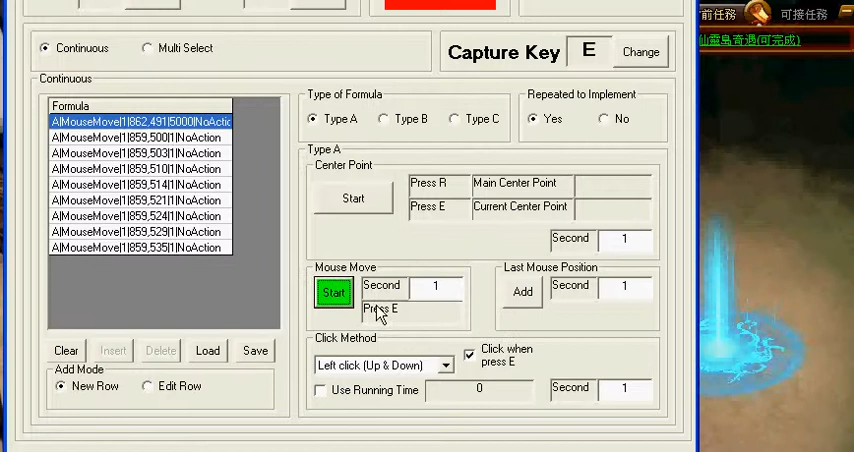 前任務
可接任務
仙靈島奇遇(可完成)
Continuous
Multi Select
Capture Key
E
Change
Continuous
Formula
A|MouseMove|1|862,491|5000|NoActic
A|MouseMove|1|859,500|1|NoAction
A|MouseMove|1|859,503|1|NoAction
A|MouseMove|1|859,510|1|NoAction
A|MouseMove|1|859,514|1|NoAction
A|MouseMove|1|859,521|1|NoAction
A|MouseMove|1|859,524|1|NoAction
A|MouseMove|1|859,529|1|NoAction
A|MouseMove|1|859,535|1|NoAction
Clear
Insert
Delete
Load
Save
Add Mode
New Row
Edit Row
Type of Formula
Type A
Type B
Type C
Repeated to Implement
Yes
No
Type A
Center Point
Start
Press R
Main Center Point
Press E
Current Center Point
Second
1
Mouse Move
Start
Second
1
Press E
Last Mouse Position
Add
Second
1
Click Method
Left click (Up & Down)
Click when
press E
Use Running Time
0
Second
1